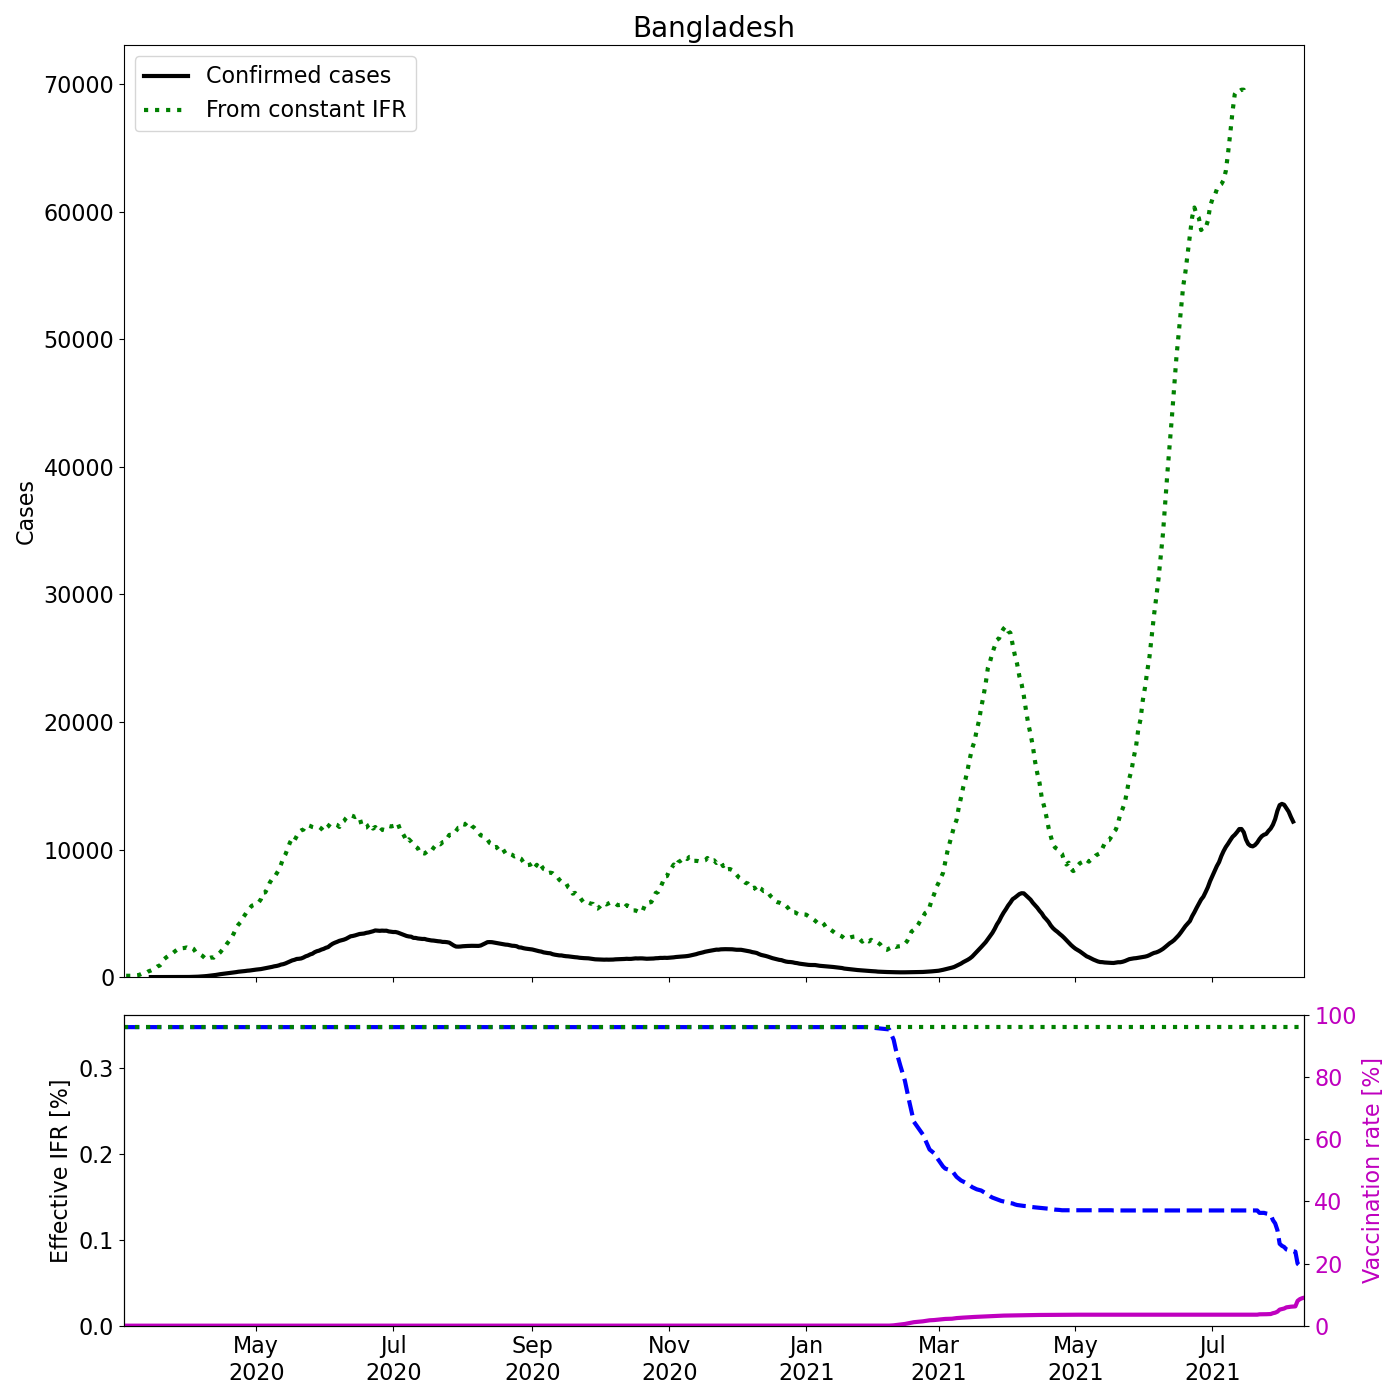 Bangladesh
Confirmed cases
From constant IFR
70000
60000
50000
40000
30000
20000
10000
0
Cases
0.3
0.2
0.1
0.0
Effective IFR [%]
100
80
60
40
20
0
Vaccination rate [%]
May Jul Sep Nov Jan Mar May Jul
2020 2020 2020 2020 2021 2021 2021 2021